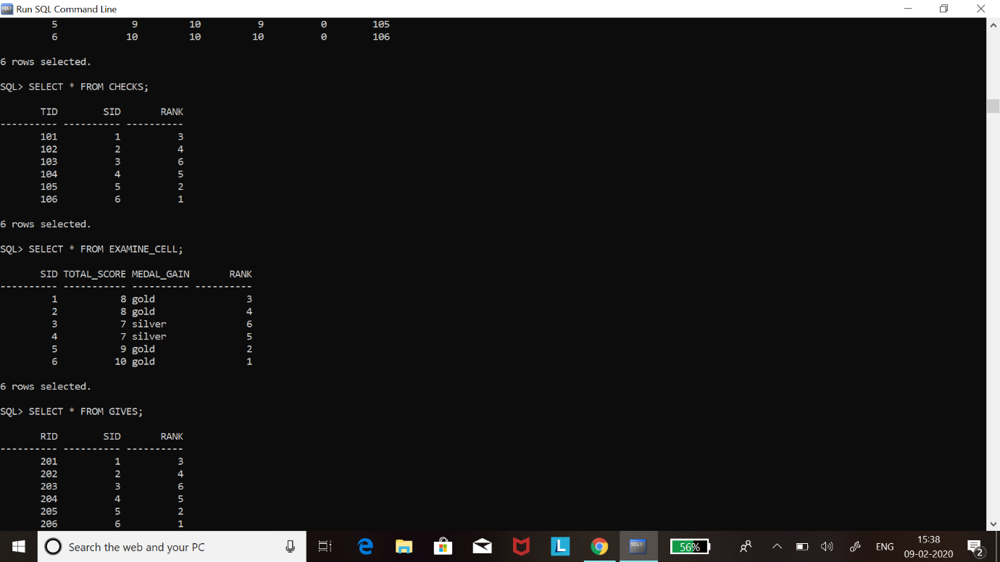 Run SQL Command Line
5 9 10 9 0 105
6 10 10 10 0 106
6 rows selected.
SQL> SELECT * FROM CHECKS;
TID SID RANK
---------- ---------- ----------
101 1 3
102 2 4
103 3 6
104 4 5
105 5 2
106 6 1
6 rows selected.
SQL> SELECT * FROM EXAMINE_CELL;
SID TOTAL_SCORE MEDAL_GAIN RANK
---------- ----------- ---------- ----------
1 8 gold 3
2 8 gold 4
3 7 silver 6
4 7 silver 5
5 9 gold 2
6 10 gold 1
6 rows selected.
SQL> SELECT * FROM GIVES;
RID SID RANK
---------- ---------- ----------
201 1 3
202 2 4
203 3 6
204 4 5
205 5 2
206 6 1
Search the web and your PC
L
SQL>
56%
ENG
15:38
09-02-2020
2